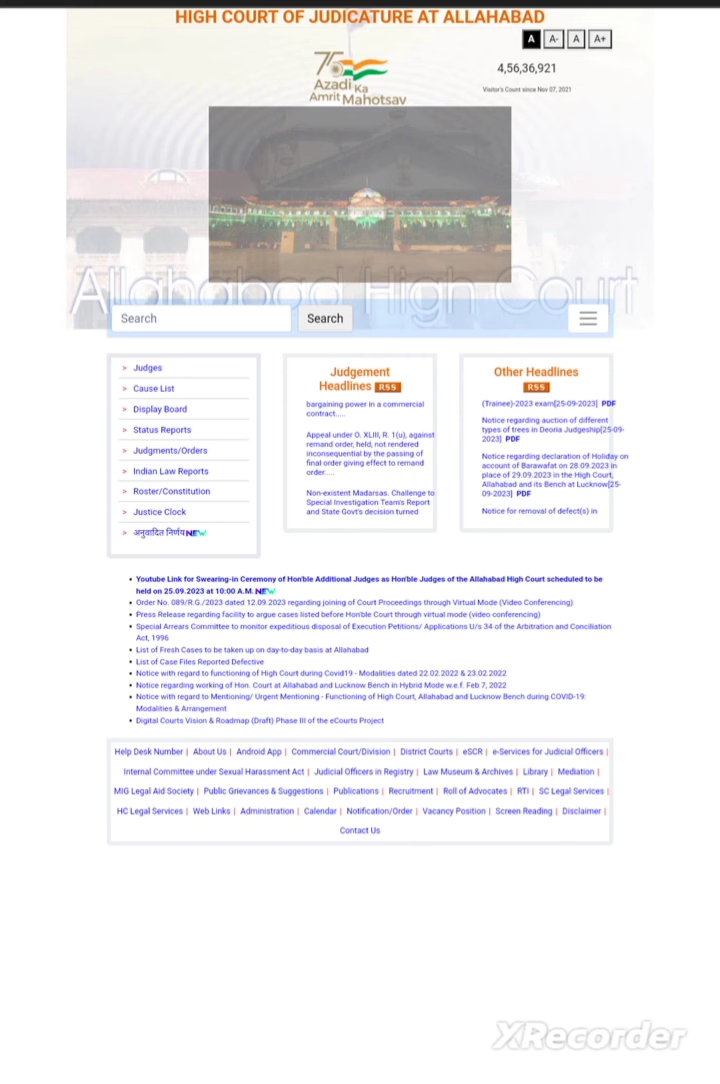 HIGH COURT OF JUDICATURE AT ALLAHABAD
A A- A A+
75
Azadi Ka
Amrit Mahotsav
4,56,36,921
Visitor's Count since Nov 07, 2021
Allahabad High Court
Search Search
> Judges
> Cause List
> Display Board
> Status Reports
> Judgments/Orders
> Indian Law Reports
> Roster/Constitution
> Justice Clock
> अनुवादित निर्णय NEW
Judgement
Headlines RSS
bargaining power in a commercial
contract.....
Appeal under O. XLIII, R. 1(u), against
remand order, held, not rendered
inconsequential by the passing of
final order giving effect to remand
order.....
Non-existent Madarsas. Challenge to
Special Investigation Team's Report
and State Govt's decision turned
Other Headlines
RSS
(Trainee)-2023 exam[25-09-2023] PDF
Notice regarding auction of different
types of trees in Deoria Judgeship[25-09-
2023] PDF
Notice regarding declaration of Holiday on
account of Barawafat on 28.09.2023 in
place of 29.09.2023 in the High Court,
Allahabad and its Bench at Lucknow[25-
09-2023] PDF
Notice for removal of defect(s) in
• Youtube Link for Swearing-in Ceremony of Hon'ble Additional Judges as Hon'ble Judges of the Allahabad High Court scheduled to be
held on 25.09.2023 at 10:00 A.M. NEW
• Order No. 089/R.G./2023 dated 12.09.2023 regarding joining of Court Proceedings through Virtual Mode (Video Conferencing)
• Press Release regarding facility to argue cases listed before Hon'ble Court through virtual mode (video conferencing)
• Special Arrears Committee to monitor expeditious disposal of Execution Petitions/ Applications U/s 34 of the Arbitration and Conciliation
Act, 1996
• List of Fresh Cases to be taken up on day-to-day basis at Allahabad
• List of Case Files Reported Defective
• Notice with regard to functioning of High Court during Covid19 - Modalities dated 22.02.2022 & 23.02.2022
• Notice regarding working of Hon. Court at Allahabad and Lucknow Bench in Hybrid Mode w.e.f. Feb 7, 2022
• Notice with regard to Mentioning/ Urgent Mentioning - Functioning of High Court, Allahabad and Lucknow Bench during COVID-19:
Modalities & Arrangement
• Digital Courts Vision & Roadmap (Draft) Phase III of the eCourts Project
Help Desk Number | About Us | Android App | Commercial Court/Division | District Courts | eSCR | e-Services for Judicial Officers |
Internal Committee under Sexual Harassment Act | Judicial Officers in Registry | Law Museum & Archives | Library | Mediation |
MIG Legal Aid Society | Public Grievances & Suggestions | Publications | Recruitment | Roll of Advocates | RTI | SC Legal Services |
HC Legal Services | Web Links | Administration | Calendar | Notification/Order | Vacancy Position | Screen Reading | Disclaimer |
Contact Us
XRecorder